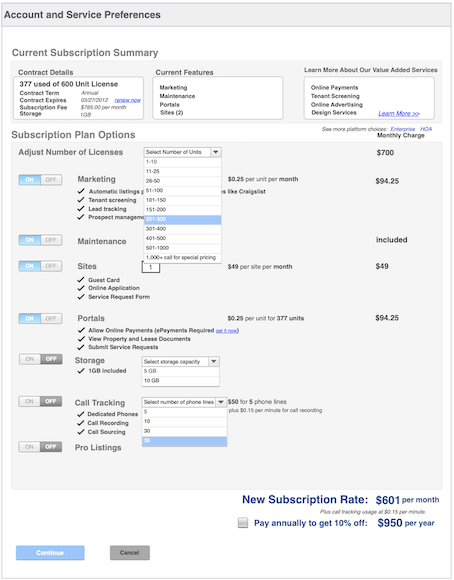 Account and Service Preferences
Current Subscription Summary
Contract Details
377 used of 600 Unit License
Contract Term Annual
Contract Expires 03/27/2012 renew now
Subscription Fee $765.00 per month
Storage 1GB
Current Features
Marketing
Maintenance
Portals
Sites (2)
Learn More About Our Value Added Services
Online Payments
Tenant Screening
Online Advertising
Design Services Learn More >>
See more platform choices: Enterprise HOA
Subscription Plan Options Monthly Charge
Adjust Number of Licenses Select Number of Units $700
1-10
11-25
26-50
51-100
101-150
151-200
201-300
301-400
401-500
501-1000
1,000+ call for special pricing
ON OFF Marketing $0.25 per unit per month $94.25
Automatic listings es like Craigslist
Tenant screening
Lead tracking
Prospect manageme
ON OFF Maintenance included
ON OFF Sites 1 $49 per site per month $49
Guest Card
Online Application
Service Request Form
ON OFF Portals $0.25 per unit for 377 units $94.25
Allow Online Payments (ePayments Required get it now)
View Property and Lease Documents
Submit Service Requests
ON OFF Storage Select storage capacity
1GB included 5 GB
10 GB
ON OFF Call Tracking Select number of phone lines $50 for 5 phone lines
Dedicated Phones 5 plus $0.15 per minute for call recording
Call Recording 10
Call Sourcing 30
35
ON OFF Pro Listings
New Subscription Rate: $601 per month
Plus call tracking usage at $0.15 per minute.
Pay annually to get 10% off: $950 per year
Continue Cancel